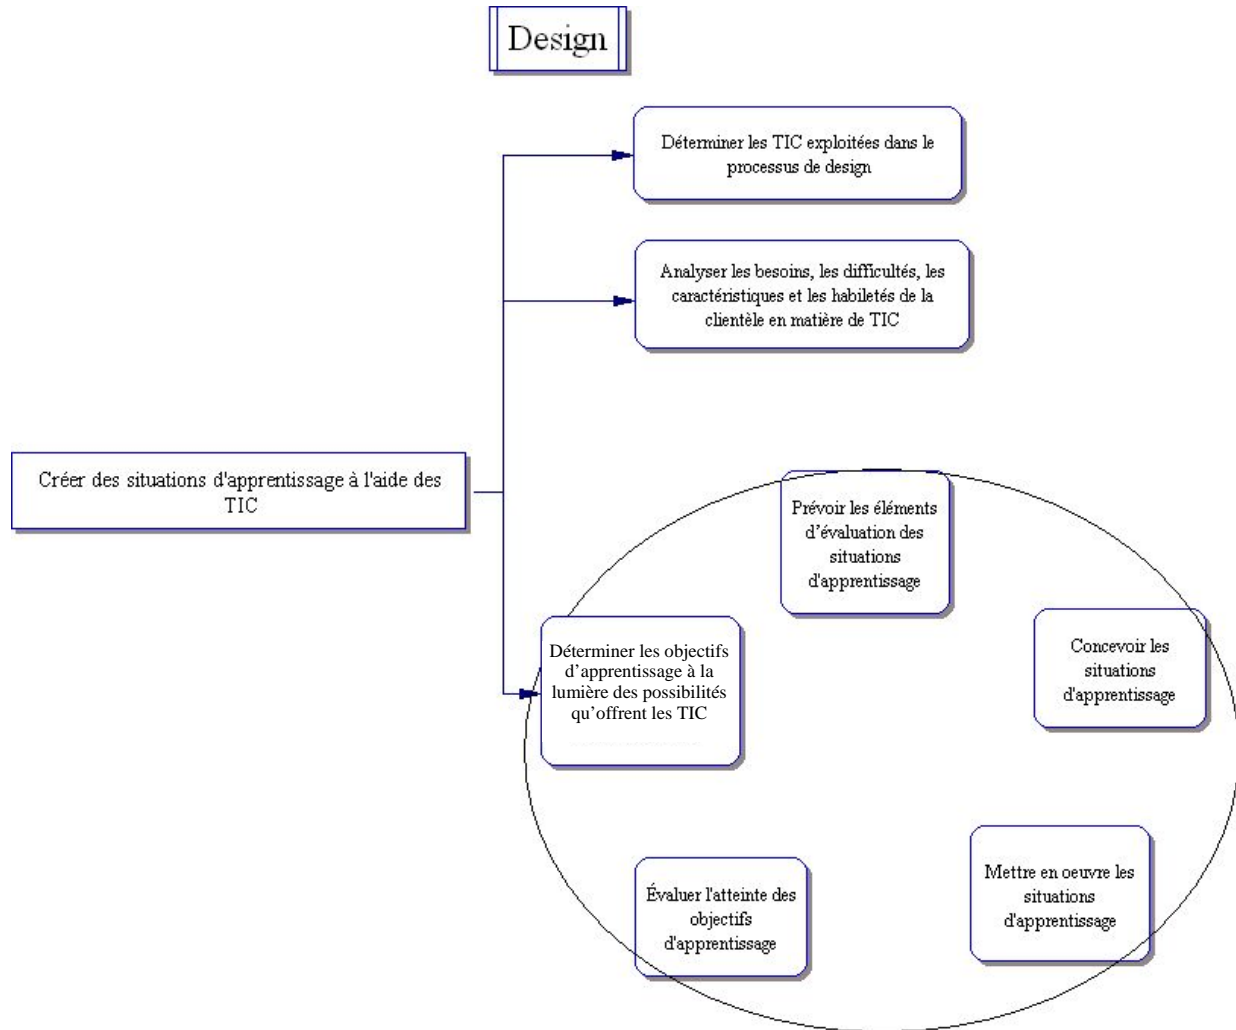 Design
Déterminer les TIC exploitées dans le
processus de design
Analyser les besoins, les difficultés, les
caractéristiques et les habiletés de la
clientèle en matière de TIC
Créer des situations d'apprentissage à l'aide des
TIC
Prévoir les éléments
d’évaluation des
situations
d'apprentissage
Déterminer les objectifs
d’apprentissage à la
lumière des possibilités
qu’offrent les TIC
Concevoir les
situations
d'apprentissage
Évaluer l'atteinte des
objectifs
d'apprentissage
Mettre en oeuvre les
situations
d'apprentissage